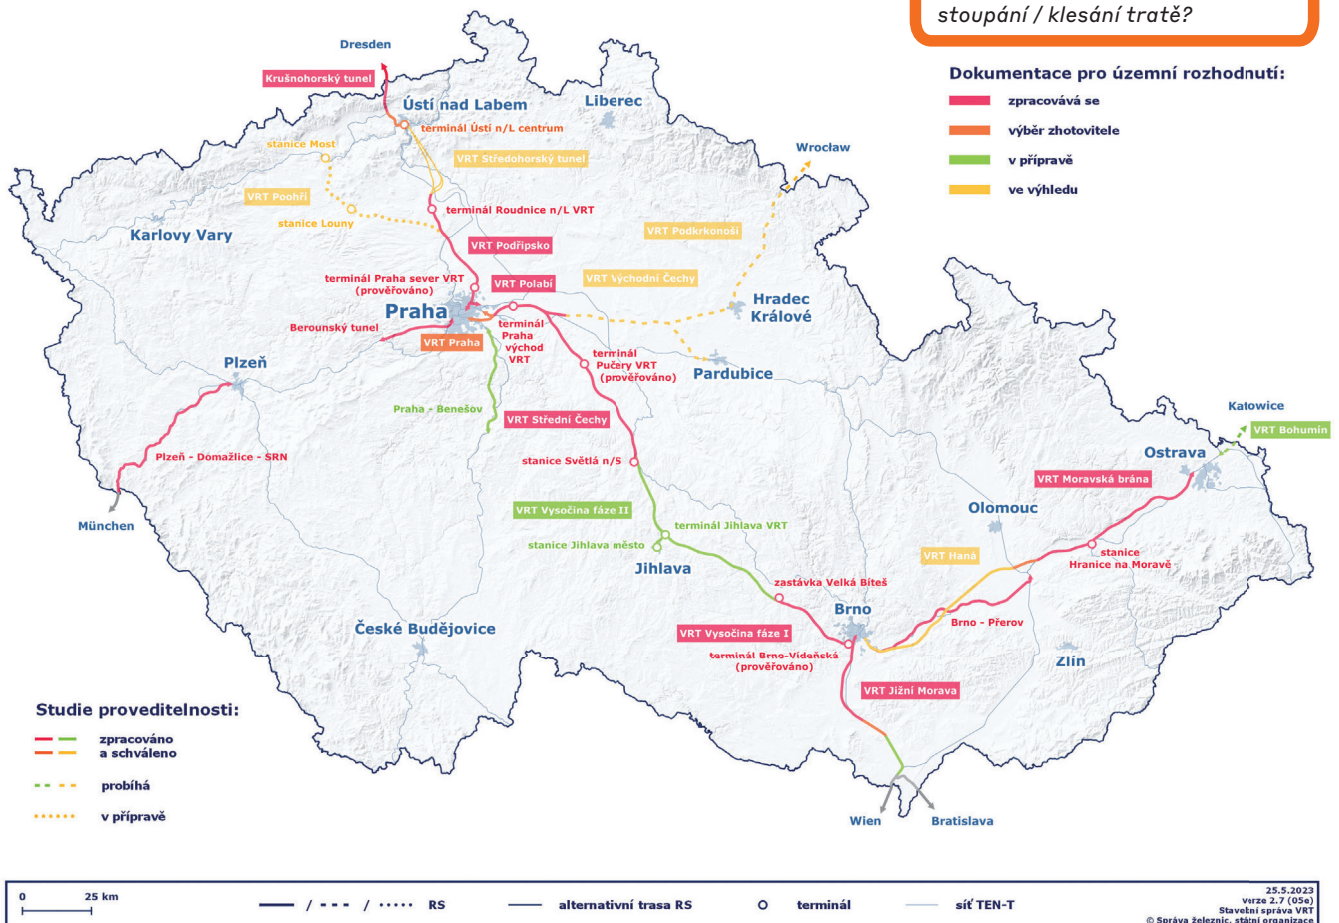 stoupání / klesání tratě?
Dokumentace pro územní rozhodnutí:
zpracovává se
výběr zhotovitele
v přípravě
ve výhledu
Dresden
Krušnohorský tunel
Ústí nad Labem
Liberec
terminál Ústí n/L centrum
stanice Most
VRT Středohorský tunel
Wrocław
VRT Poohří
stanice Louny
terminál Roudnice n/L VRT
Karlovy Vary
VRT Podkrkonoší
VRT Podřipsko
terminál Praha sever VRT
(prověřováno)
VRT Polabí
VRT Východní Čechy
Praha
Hradec
Králové
Berounský tunel
VRT Praha
terminál
Praha
východ
VRT
terminál
Pučery VRT
(prověřováno)
Pardubice
Plzeň
Praha - Benešov
VRT Střední Čechy
Katowice
VRT Bohumín
Ostrava
Plzeň - Domažlice - SRN
stanice Světlá n/S
VRT Moravská brána
München
VRT Vysočina fáze II
terminál Jihlava VRT
Olomouc
stanice Jihlava město
Jihlava
VRT Haná
stanice
Hranice na Moravě
zastávka Velká Bíteš
Brno
České Budějovice
VRT Vysočina fáze I
Brno - Přerov
terminál Brno-Vídeňská
(prověřováno)
Zlín
VRT Jižní Morava
Studie proveditelnosti:
zpracováno
a schváleno
probíhá
v přípravě
Wien
Bratislava
0 25 km
/ / RS
alternativní trasa RS
terminál
síť TEN-T
25.5.2023
verze 2.7 (05e)
Stavební správa VRT
© Správa železnic, státní organizace